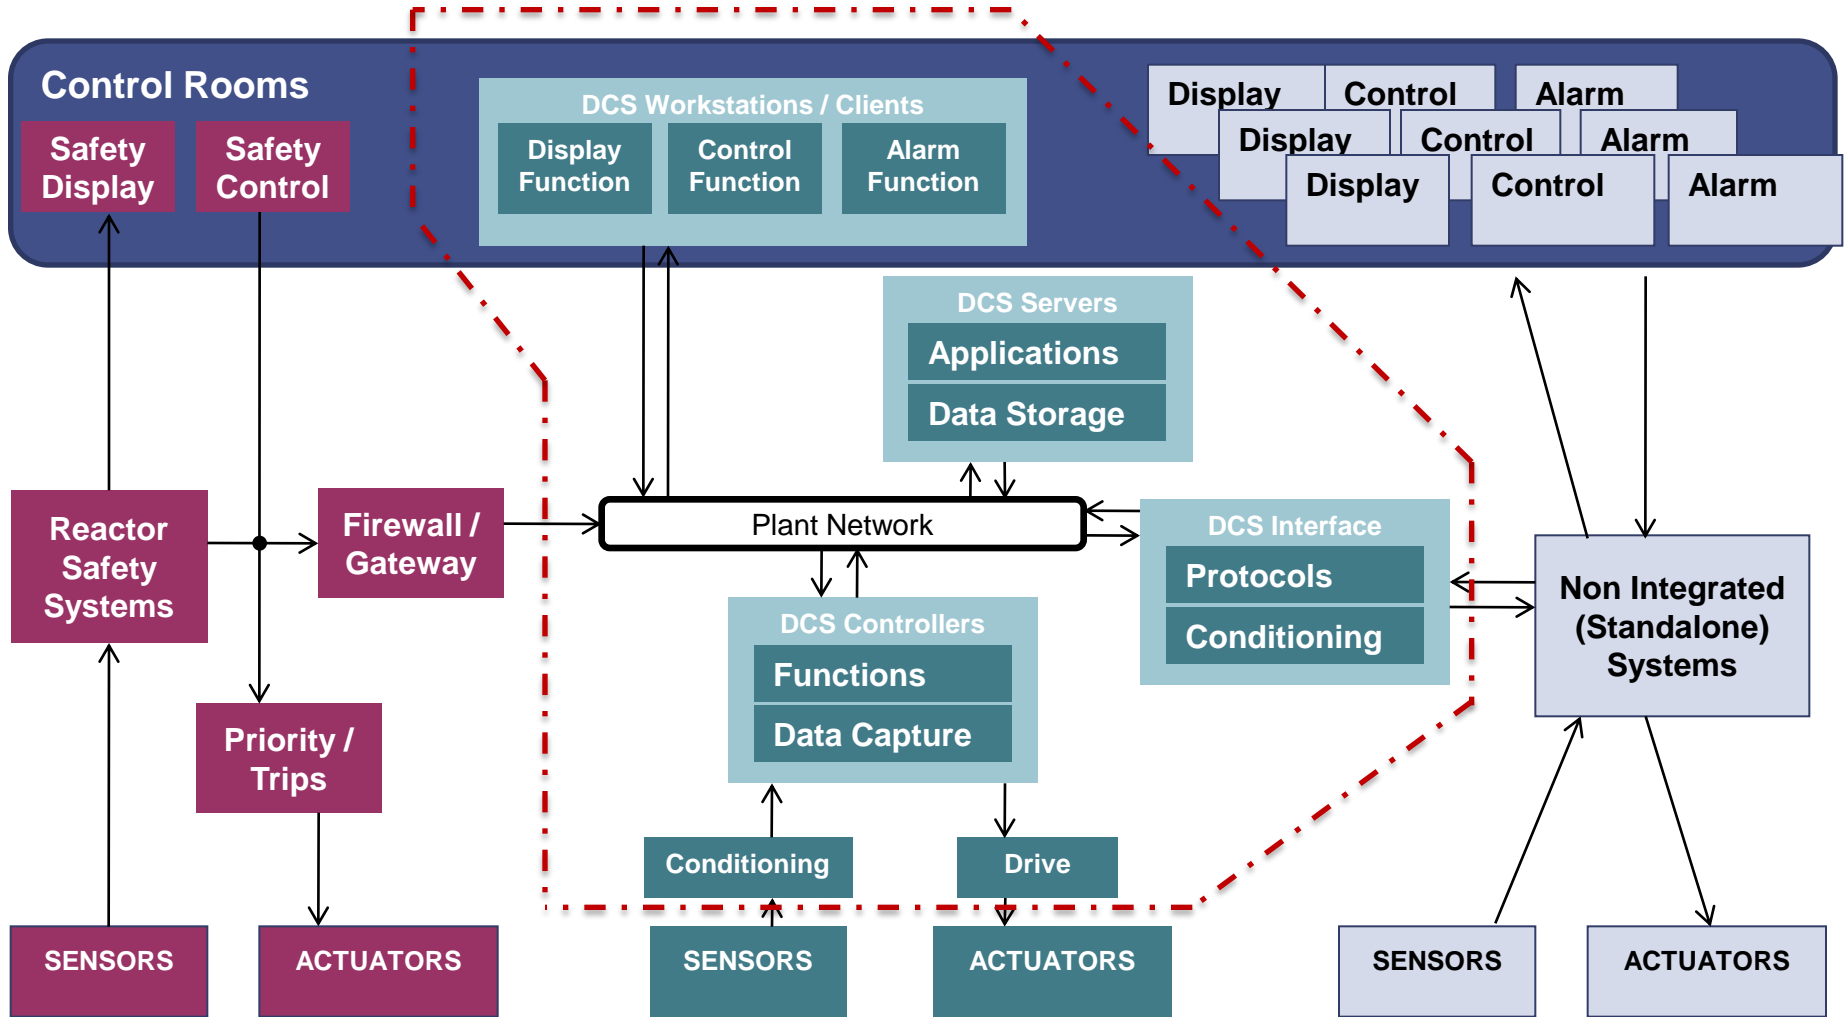 Control Rooms
Safety
Display
Safety
Control
DCS Workstations / Clients
Display
Function
Control
Function
Alarm
Function
Display
Control
Alarm
Display
Control
Alarm
Display
Control
Alarm
DCS Servers
Applications
Data Storage
Reactor
Safety
Systems
Firewall /
Gateway
Plant Network
DCS Interface
Protocols
Conditioning
Non Integrated
(Standalone)
Systems
DCS Controllers
Functions
Data Capture
Priority /
Trips
Conditioning
Drive
SENSORS
ACTUATORS
SENSORS
ACTUATORS
SENSORS
ACTUATORS